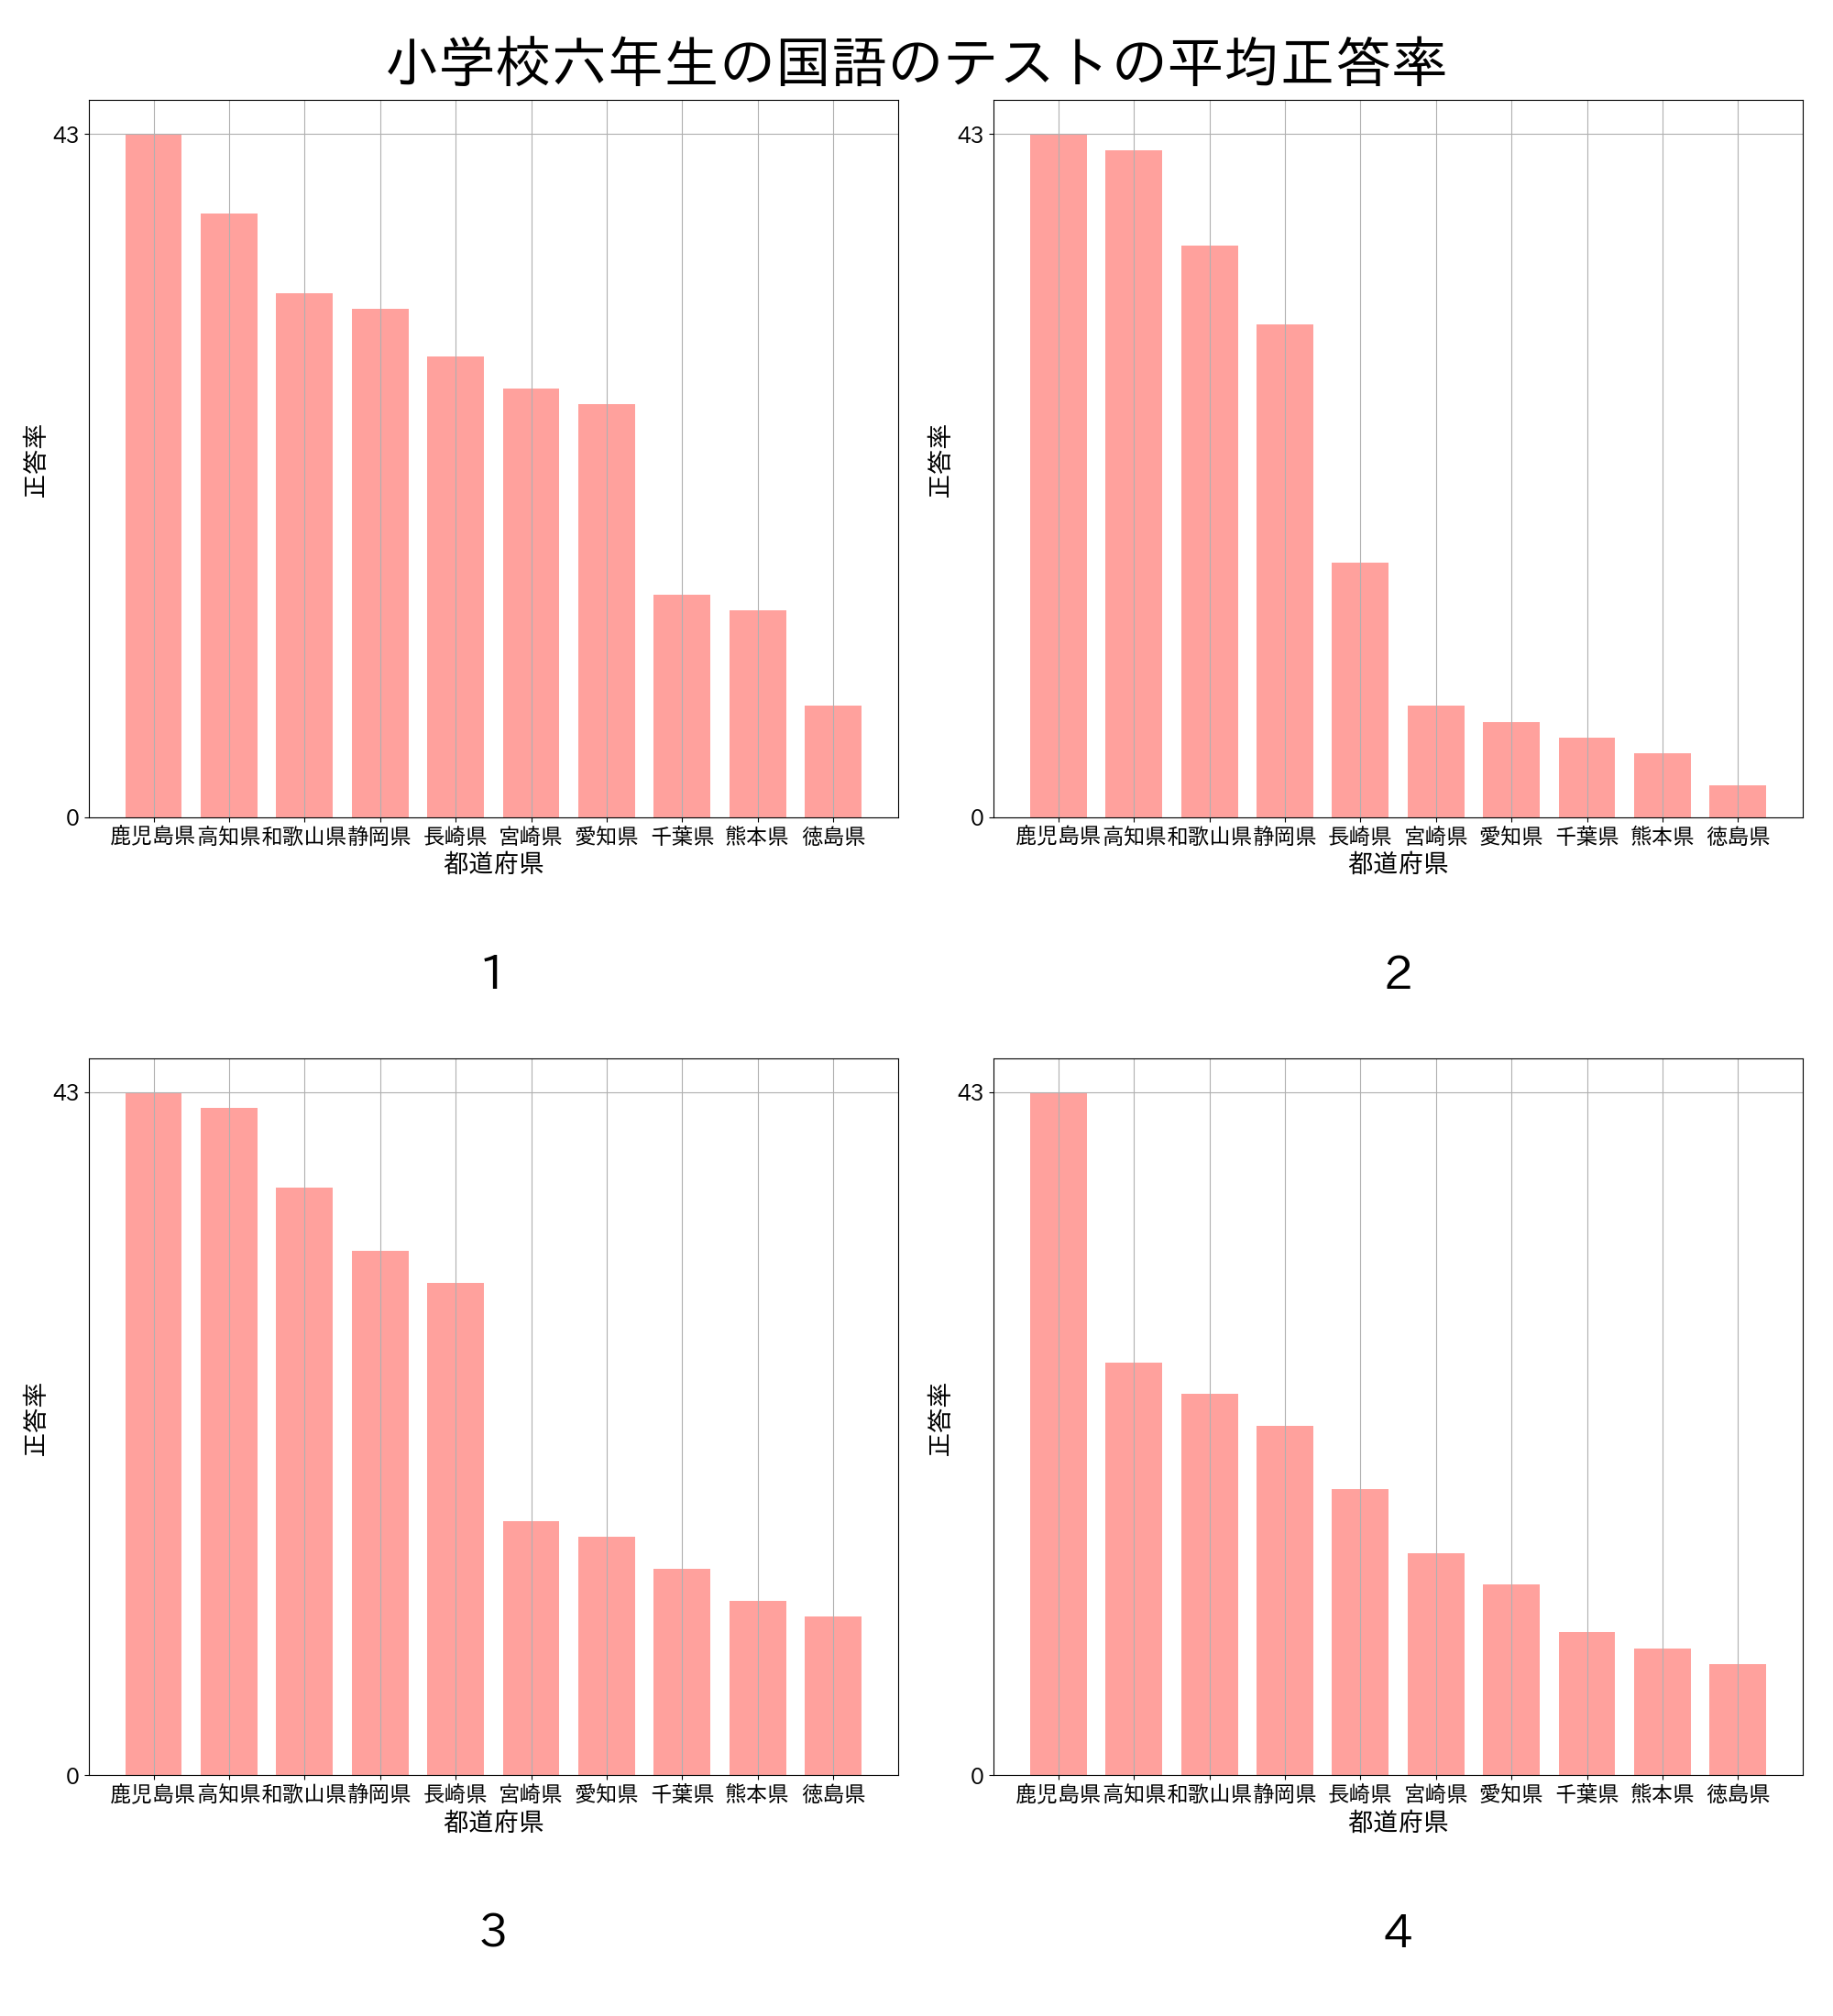 小学校六年生の国語のテストの平均正答率
43
0
正答率
鹿児島県 高知県 和歌山県 静岡県 長崎県 宮崎県 愛知県 千葉県 熊本県 徳島県
都道府県
1
43
0
正答率
鹿児島県 高知県 和歌山県 静岡県 長崎県 宮崎県 愛知県 千葉県 熊本県 徳島県
都道府県
2
43
0
正答率
鹿児島県 高知県 和歌山県 静岡県 長崎県 宮崎県 愛知県 千葉県 熊本県 徳島県
都道府県
3
43
0
正答率
鹿児島県 高知県 和歌山県 静岡県 長崎県 宮崎県 愛知県 千葉県 熊本県 徳島県
都道府県
4